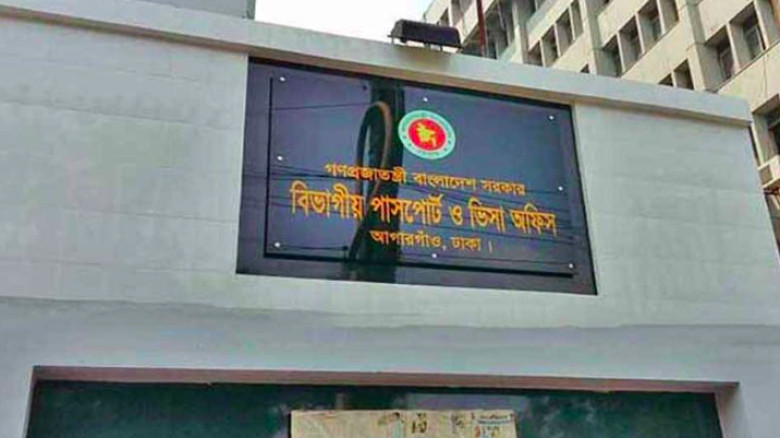 গণপ্রজাতন্ত্রী বাংলাদেশ সরকার
বিভাগীয় পাসপোর্ট ও ভিসা অফিস
আগারগাঁও, ঢাকা।